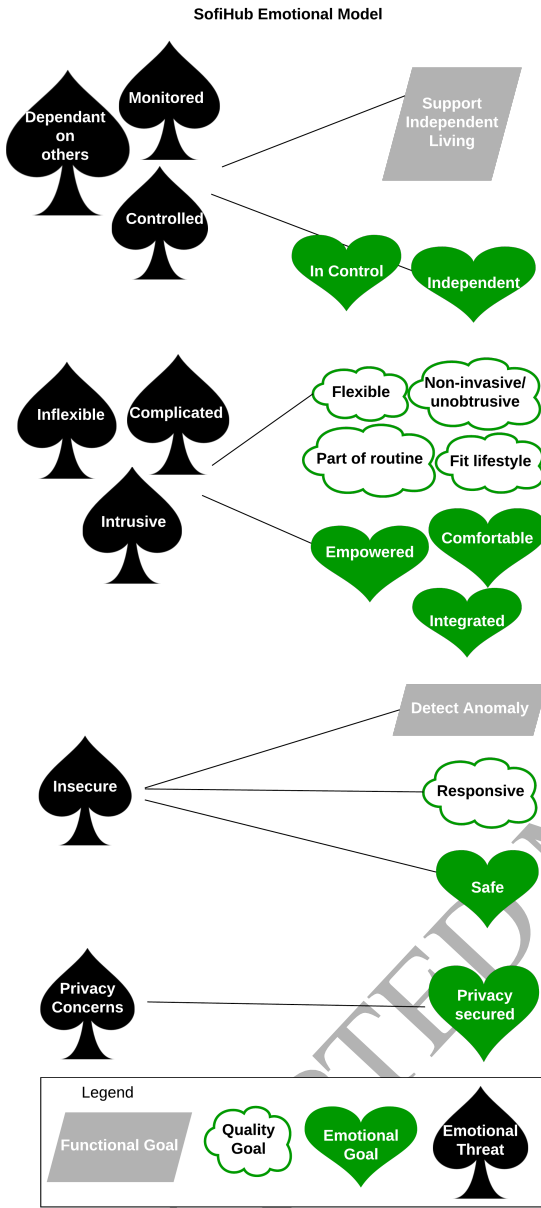 SofiHub Emotional Model
Monitored
Dependant
on
others
Controlled
Support
Independent
Living
In Control
Independent
Inflexible
Complicated
Intrusive
Flexible
Non-invasive/
unobtrusive
Part of routine
Fit lifestyle
Empowered
Comfortable
Integrated
Insecure
Detect Anomaly
Responsive
Safe
Privacy
Concerns
Privacy
secured
Legend
Functional Goal
Quality
Goal
Emotional
Goal
Emotional
Threat